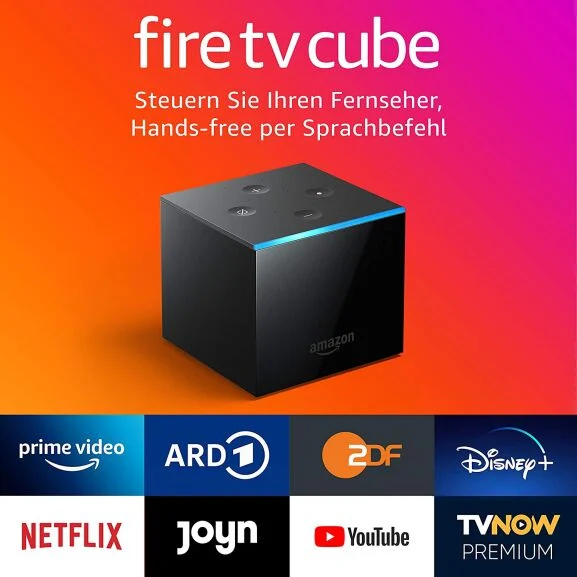 fire tv cube
Steuern Sie Ihren Fernseher,
Hands-free per Sprachbefehl
amazon
prime video
ARD 1
ZDF
Disney+
NETFLIX
joyn
YouTube
TVNOW
PREMIUM